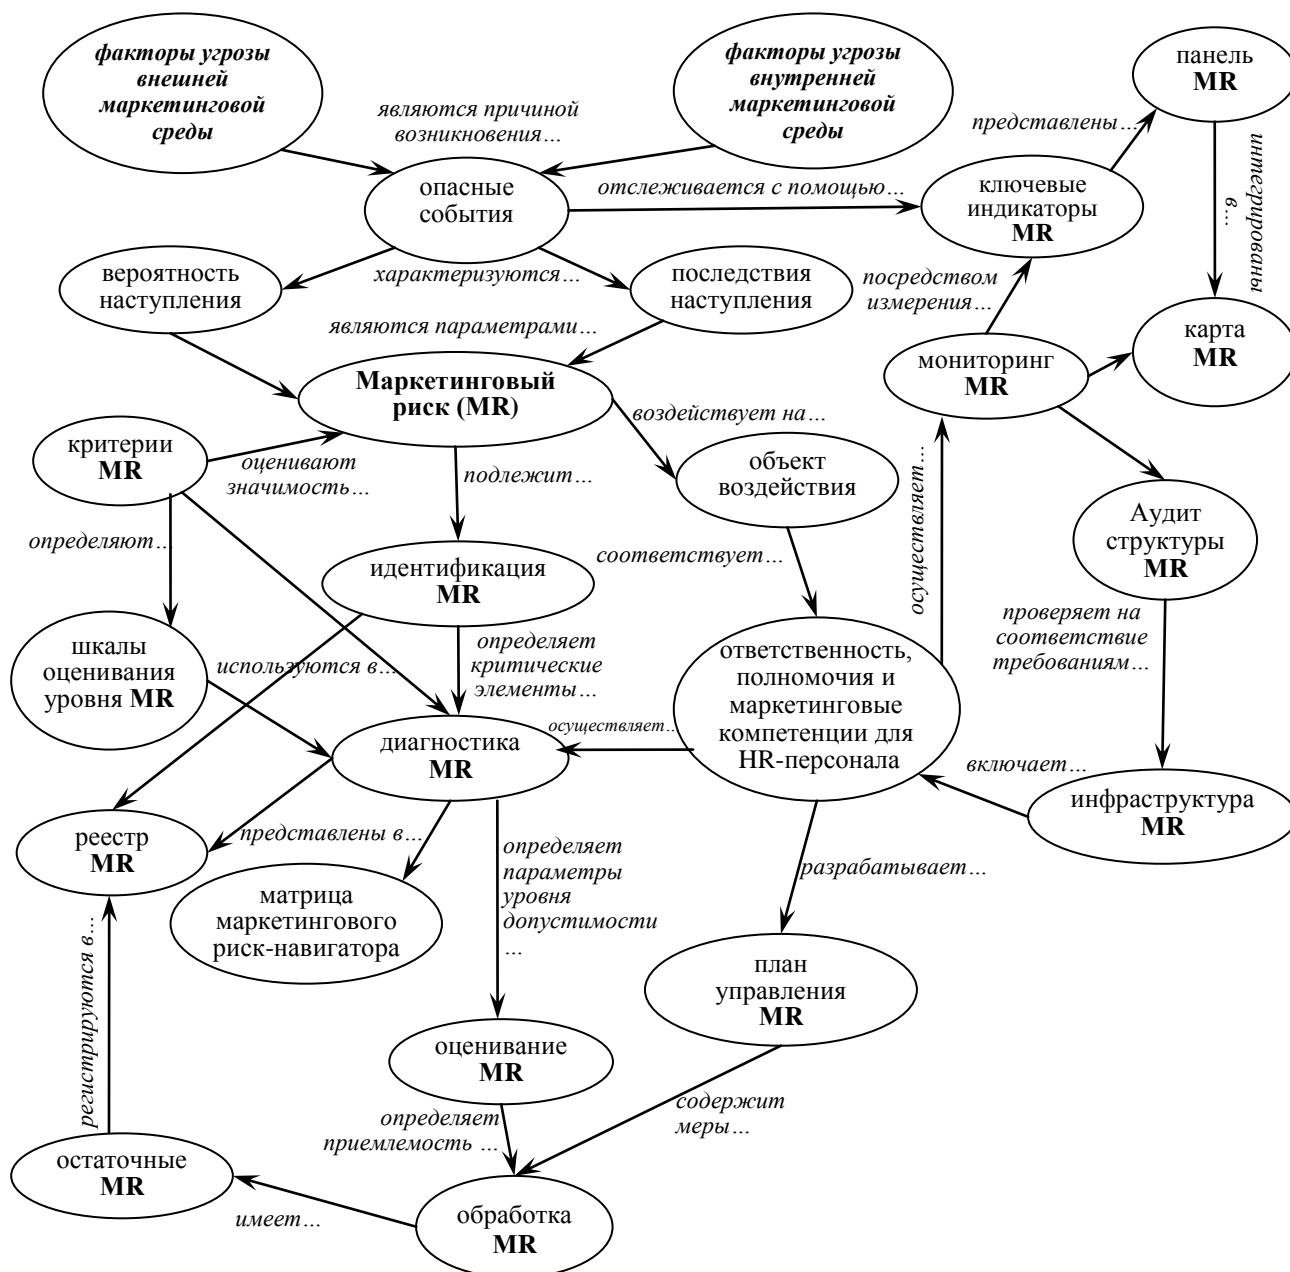 факторы угрозы
внешней
маркетинговой
среды
факторы угрозы
внутренней
маркетинговой
среды
панель
MR
являются причиной
возникновения...
представлены...
интегрированы
в...
опасные
события
отслеживается с помощью...
ключевые
индикаторы
MR
вероятность
наступления
характеризуются...
последствия
наступления
посредством
измерения...
являются параметрами...
карта
MR
мониторинг
MR
Маркетинговый
риск (MR)
воздействует на...
критерии
MR
оценивают
значимость...
подлежит...
объект
воздействия
осуществляет...
Аудит
структуры
MR
определяют...
идентификация
MR
соответствует...
проверяет на
соответствие
требованиям...
шкалы
оценивания
уровня MR
используются в...
определяет
критические
элементы...
ответственность,
полномочия и
маркетинговые
компетенции для
HR-персонала
диагностика
MR
осуществляет...
включает...
инфраструктура
MR
реестр
MR
представлены в...
определяет
параметры
уровня
допустимости
...
разрабатывает...
матрица
маркетингового
риск-навигатора
регистрируются в...
план
управления
MR
оценивание
MR
определяет
приемлемость ...
содержит
меры...
остаточные
MR
имеет...
обработка
MR